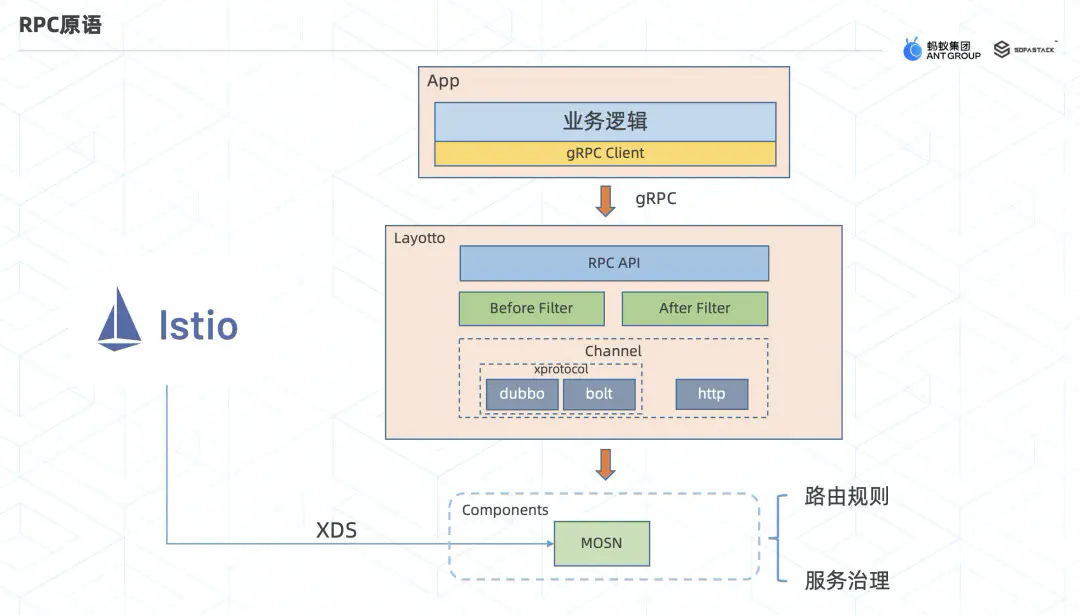 RPC原语
蚂蚁集团
ANT GROUP
SOFASTACK
App
业务逻辑
gRPC Client
gRPC
Layotto
RPC API
Before Filter
After Filter
Channel
xprotocol
dubbo
bolt
http
Istio
XDS
Components
MOSN
路由规则
服务治理